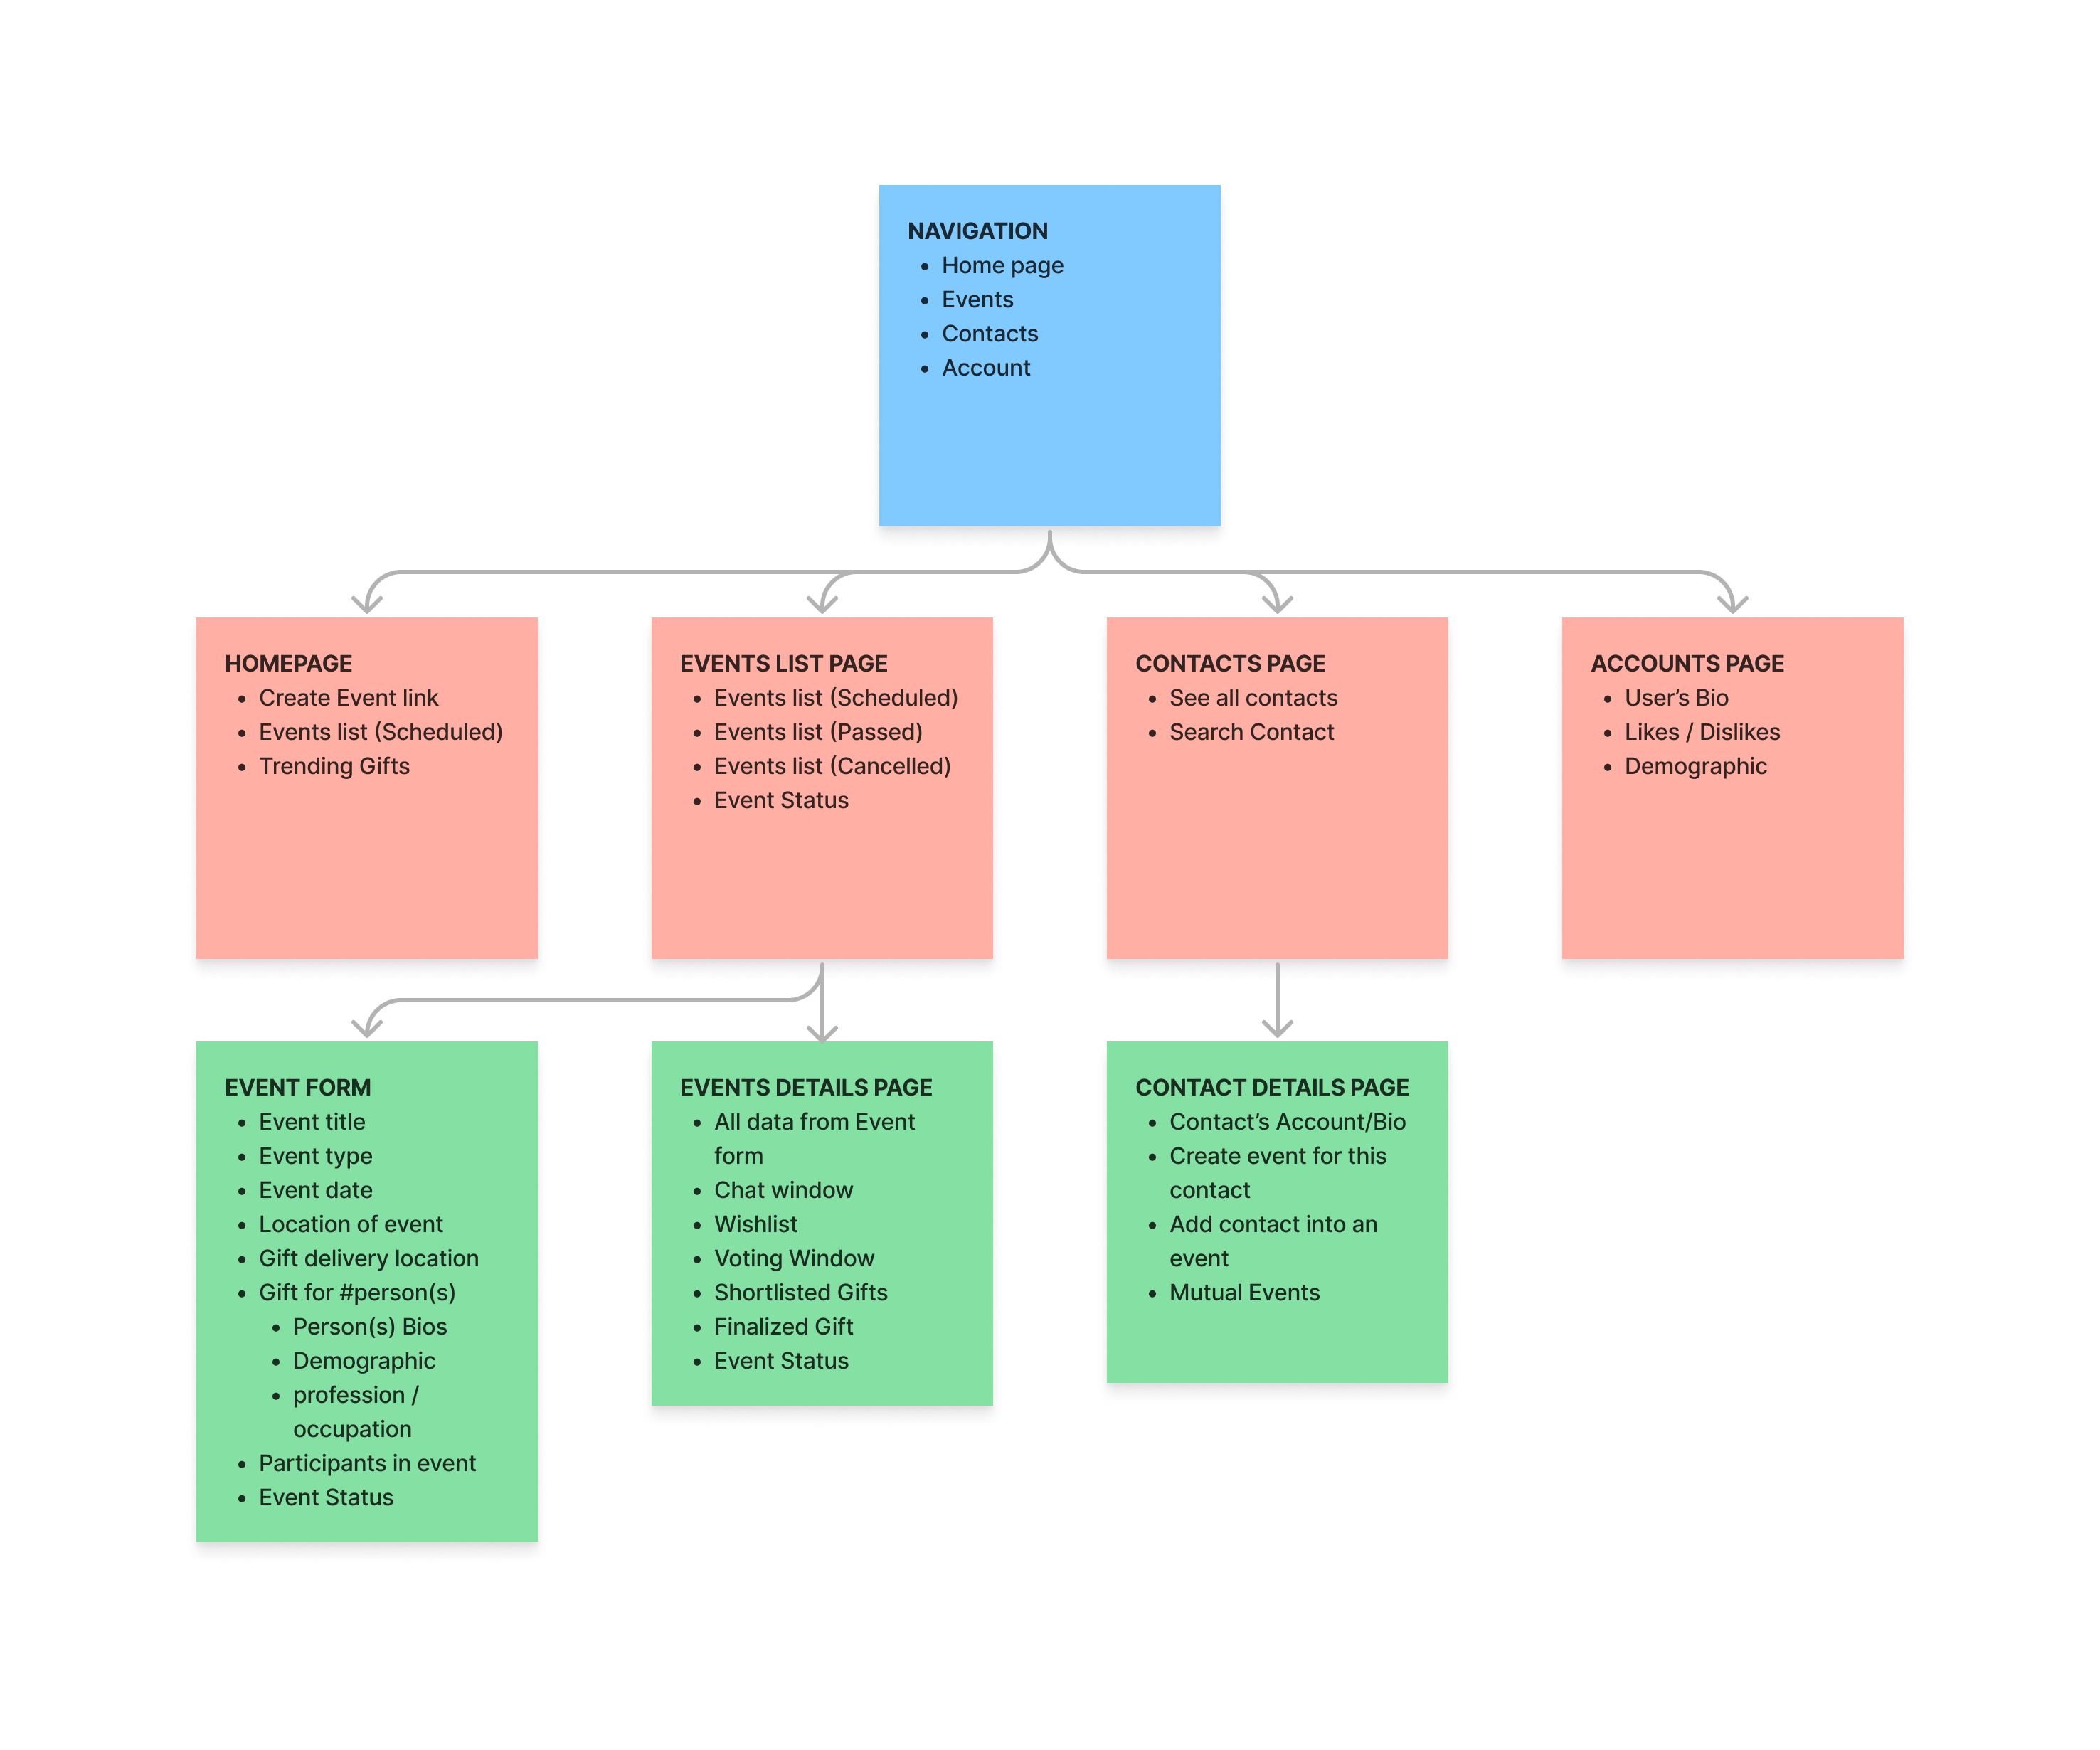 NAVIGATION
• Home page
• Events
• Contacts
• Account
HOMEPAGE
• Create Event link
• Events list (Scheduled)
• Trending Gifts
EVENTS LIST PAGE
• Events list (Scheduled)
• Events list (Passed)
• Events list (Cancelled)
• Event Status
CONTACTS PAGE
• See all contacts
• Search Contact
ACCOUNTS PAGE
• User’s Bio
• Likes / Dislikes
• Demographic
EVENT FORM
• Event title
• Event type
• Event date
• Location of event
• Gift delivery location
• Gift for #person(s)
• Person(s) Bios
• Demographic
• profession /
occupation
• Participants in event
• Event Status
EVENTS DETAILS PAGE
• All data from Event
form
• Chat window
• Wishlist
• Voting Window
• Shortlisted Gifts
• Finalized Gift
• Event Status
CONTACT DETAILS PAGE
• Contact’s Account/Bio
• Create event for this
contact
• Add contact into an
event
• Mutual Events